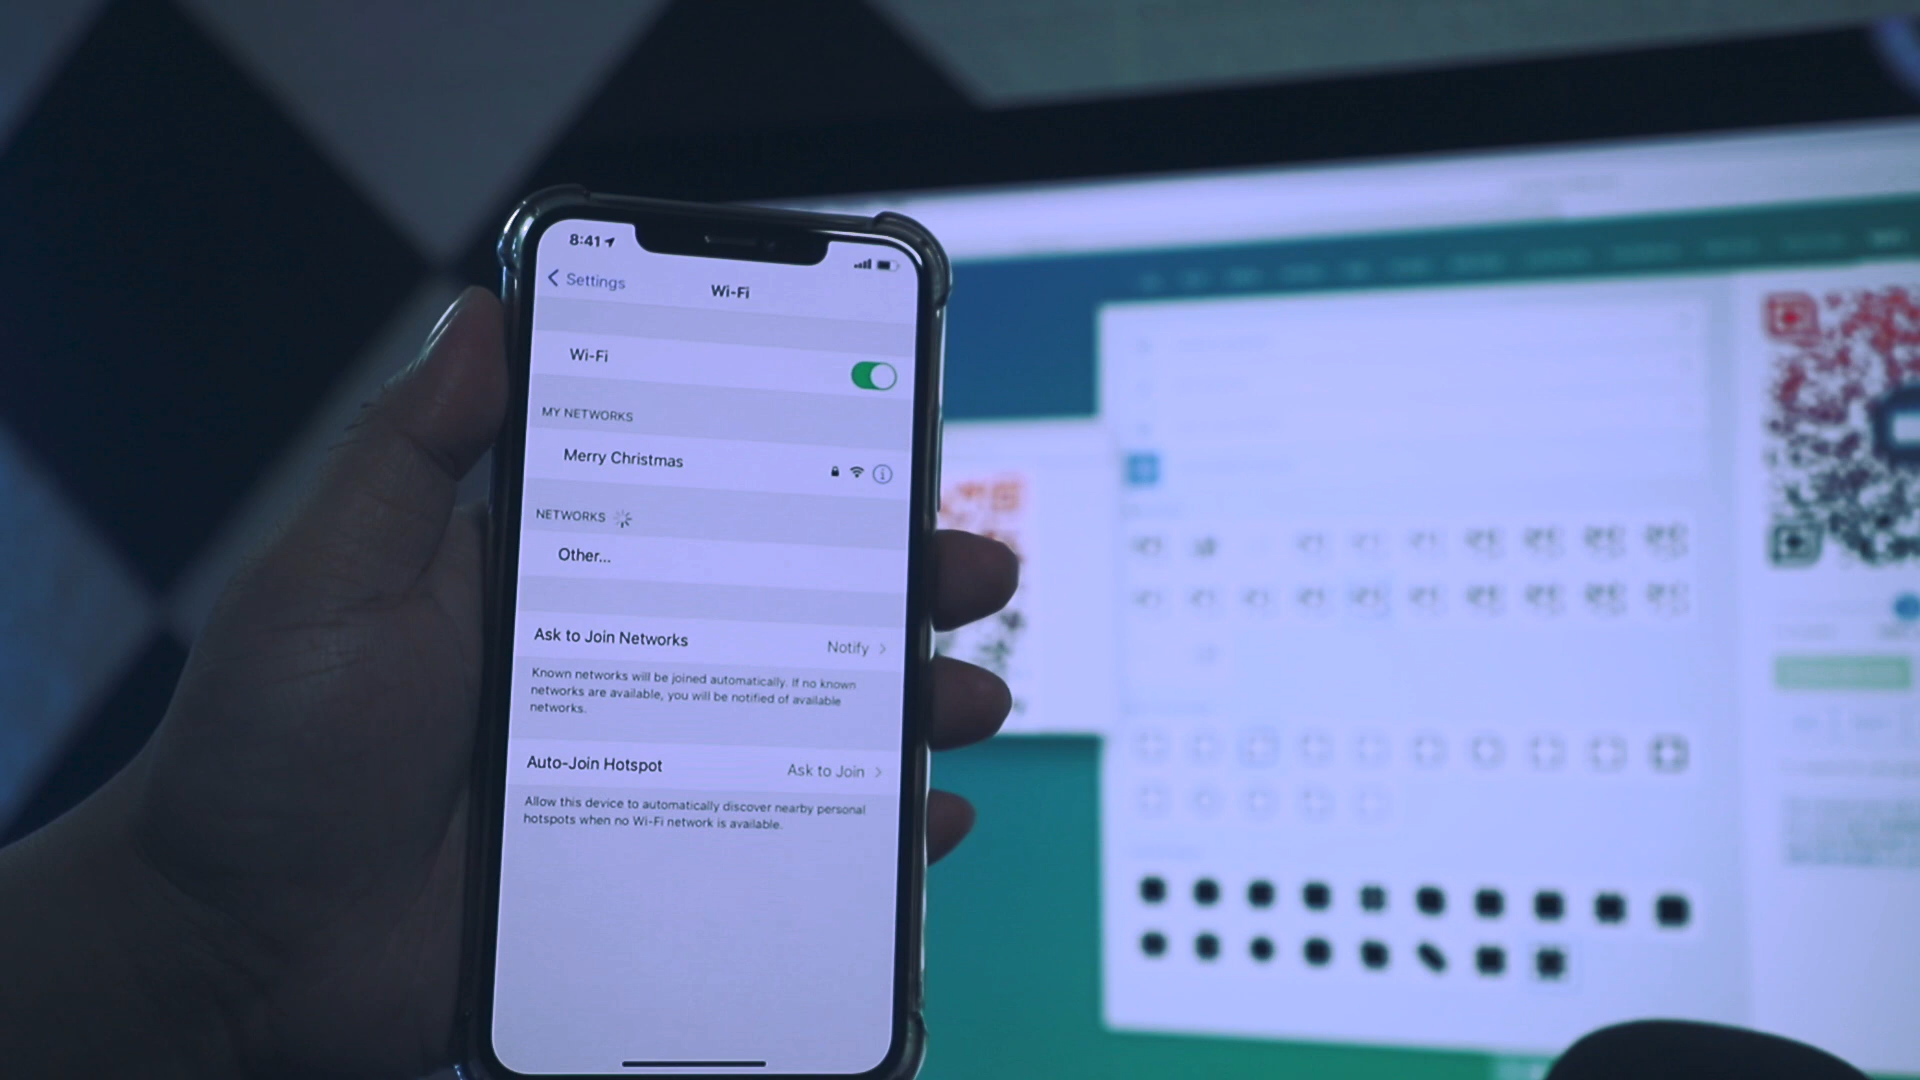 8:41
Settings
Wi-Fi
Wi-Fi
MY NETWORKS
Merry Christmas
NETWORKS
Other...
Ask to Join Networks Notify
Known networks will be joined automatically. If no known
networks are available, you will be notified of available
networks.
Auto-Join Hotspot Ask to Join
Allow this device to automatically discover nearby personal
hotspots when no Wi-Fi network is available.